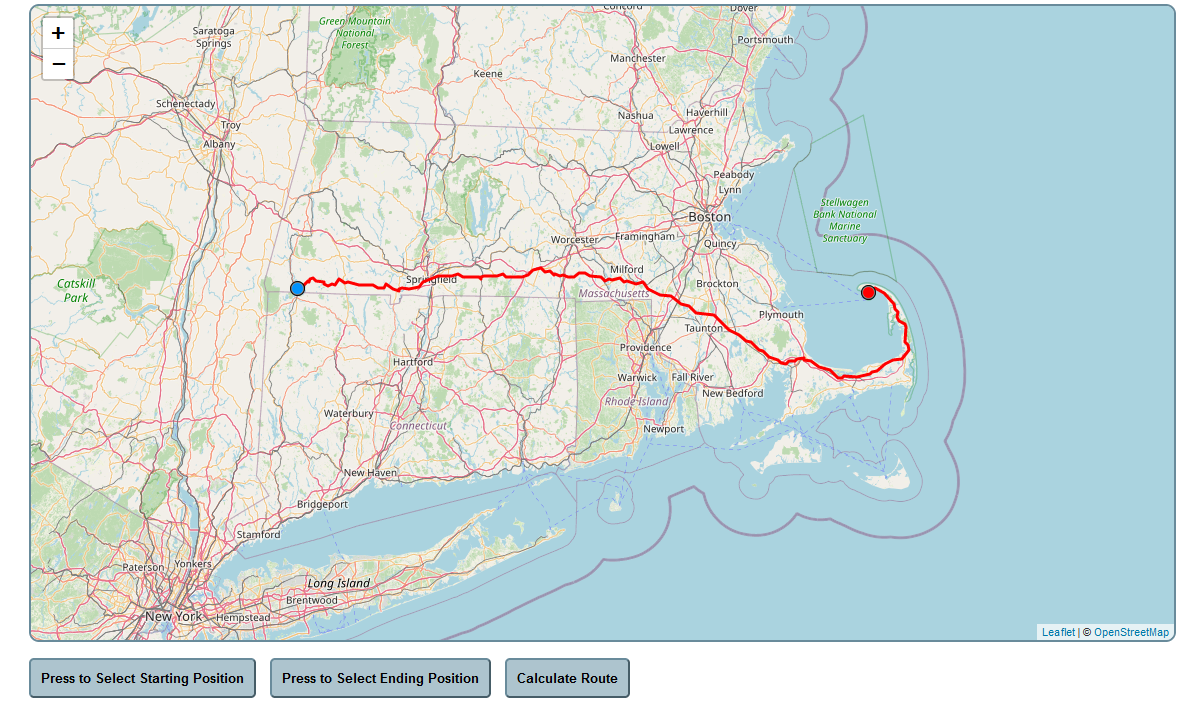 Concord
Dover
+
Green Mountain
National
Forest
Saratoga
Springs
Portsmouth
−
Manchester
Keene
Schenectady
Haverhill
Nashua
Troy
Lawrence
Albany
Lowell
Peabody
Lynn
Stellwagen
Bank National
Marine
Sanctuary
Boston
Worcester
Framingham
Quincy
Milford
Springfield
Catskill
Park
Brockton
Massachusetts
Plymouth
Taunton
Providence
Hartford
Warwick
Fall River
New Bedford
Rhode Island
Waterbury
Connecticut
Newport
New Haven
Bridgeport
Stamford
Paterson
Yonkers
Long Island
Brentwood
New York
Hempstead
Leaflet | © OpenStreetMap
Press to Select Starting Position
Press to Select Ending Position
Calculate Route